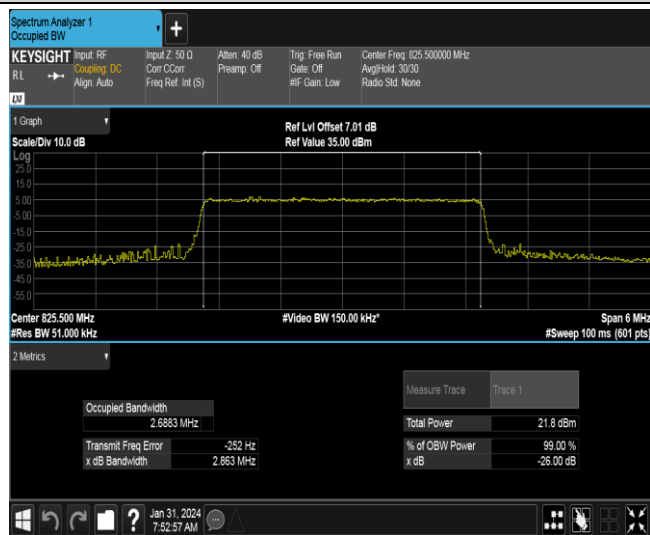 Spectrum Analyzer 1
Occupied BW
+
KEYSIGHT
RL
LXI
Input: RF
Coupling: DC
Align: Auto
Input Z: 50 Ω
Corr CCorr
Freq Ref: Int (S)
Atten: 40 dB
Preamp: Off
Trig: Free Run
Gate: Off
#IF Gain: Low
Center Freq: 825.500000 MHz
Avg|Hold: 30/30
Radio Std: None
1 Graph
Scale/Div 10.0 dB
Ref Lvl Offset 7.01 dB
Ref Value 35.00 dBm
Log
25.0
15.0
5.00
-5.00
-15.0
-25.0
-35.0
-45.0
-55.0
Center 825.500 MHz
#Res BW 51.000 kHz
#Video BW 150.00 kHz*
Span 6 MHz
#Sweep 100 ms (601 pts)
2 Metrics
Measure Trace Trace 1
Occupied Bandwidth
2.6883 MHz
Total Power 21.8 dBm
Transmit Freq Error -252 Hz
x dB Bandwidth 2.863 MHz
% of OBW Power 99.00 %
x dB -26.00 dB
?
Jan 31, 2024
7:52:57 AM